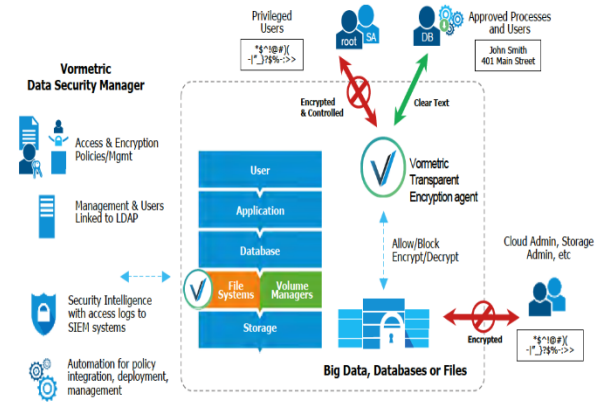 Privileged
Users
*$^!@#)(
-|"_}?$%-:>>
root
SA
Approved Processes
and Users
DB
John Smith
401 Main Street
Encrypted
& Controlled
Clear Text
Vormetric
Data Security Manager
Access & Encryption
Policies/Mgmt
Management & Users
Linked to LDAP
Security Intelligence
with access logs to
SIEM systems
Automation for policy
integration, deployment,
management
User
Application
Database
File
Systems
Volume
Managers
Storage
Vormetric
Transparent
Encryption agent
Allow/Block
Encrypt/Decrypt
Big Data, Databases or Files
Cloud Admin, Storage
Admin, etc
Encrypted
*$^!@#)(
-|"_}?$%-:>>